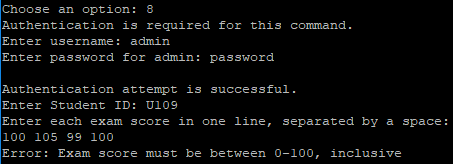 Choose an option: 8
Authentication is required for this command.
Enter username: admin
Enter password for admin: password

Authentication attempt is successful.
Enter Student ID: U109
Enter each exam score in one line, separated by a space:
100 105 99 100
Error: Exam score must be between 0-100, inclusive